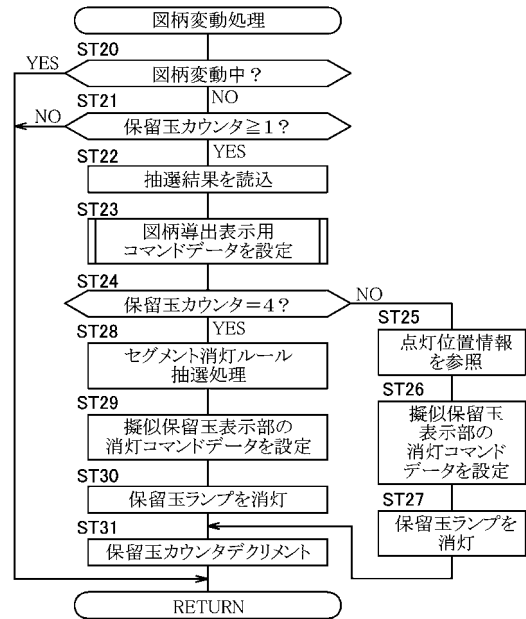 図柄変動処理
ST20
YES
図柄変動中？
ST21
NO
NO
保留玉カウンタ≧1？
ST22
YES
抽選結果を読込
ST23
図柄導出表示用
コマンドデータを設定
ST24
保留玉カウンタ=4？
NO
ST28
YES
セグメント消灯ルール
抽選処理
ST29
擬似保留玉表示部の
消灯コマンドデータを設定
ST30
保留玉ランプを消灯
ST25
点灯位置情報
を参照
ST26
擬似保留玉
表示部の
消灯コマンド
データを設定
ST27
保留玉ランプを
消灯
ST31
保留玉カウンタデクリメント
RETURN